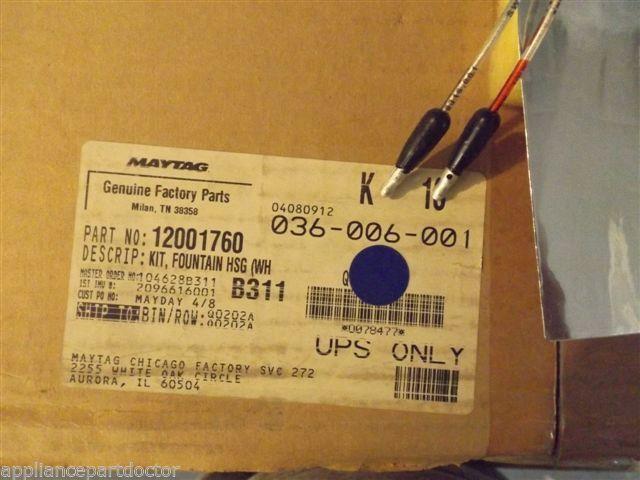 MAYTAG
Genuine Factory Parts
Milan, TN 38358
K
04080912
036-006-001
PART NO: 12001760
DESCRIP: KIT, FOUNTAIN HSG (WH
MASTER ORDER NO: 104628B311
1ST INV #: 2096616001
B311
CUST PO NO: MAYDAY 4/8
SHIP TO: BIN/ROW: Q0202A
Q0202A
Q
*0078477*
UPS ONLY
MAYTAG CHICAGO FACTORY SVC 272
2255 WHITE OAK CIRCLE
AURORA, IL 60504
© appliancepartdoctor